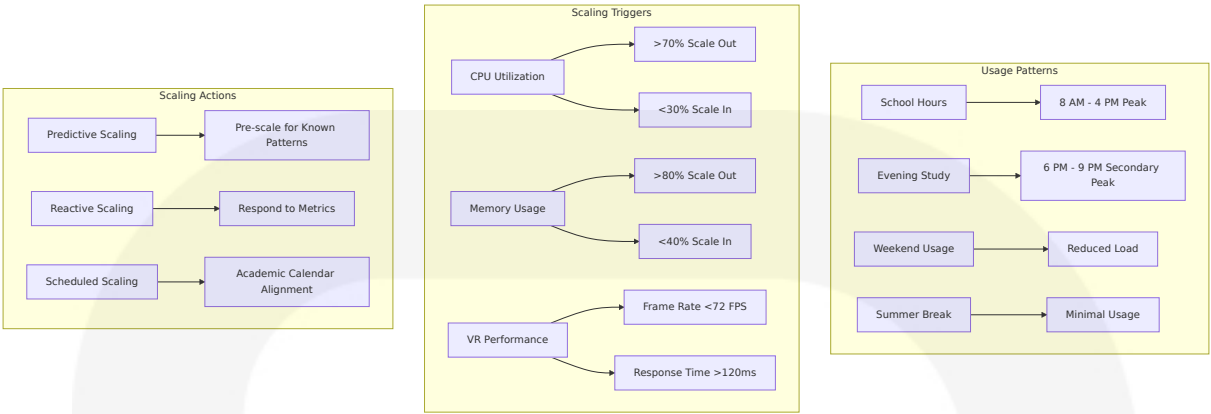 Scaling Actions
Predictive Scaling
Pre-scale for Known
Patterns
Reactive Scaling
Respond to Metrics
Scheduled Scaling
Academic Calendar
Alignment
Scaling Triggers
CPU Utilization
>70% Scale Out
<30% Scale In
Memory Usage
>80% Scale Out
<40% Scale In
VR Performance
Frame Rate <72 FPS
Response Time >120ms
Usage Patterns
School Hours
8 AM - 4 PM Peak
Evening Study
6 PM - 9 PM Secondary
Peak
Weekend Usage
Reduced Load
Summer Break
Minimal Usage